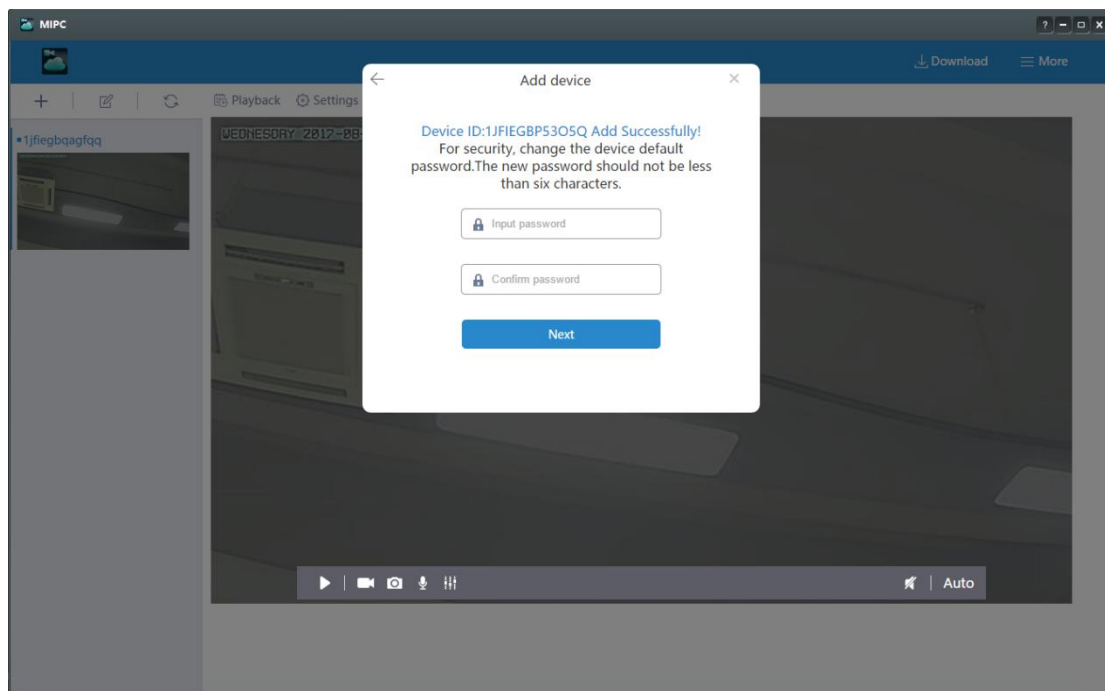 MIPC
Download
More
Playback
Settings
1jfiegbqagfqq
WEDNESDAY 2017-08
Add device
Device ID:1JFIEGBP53O5Q Add Successfully!
For security, change the device default
password.The new password should not be less
than six characters.
Input password
Confirm password
Next
Auto